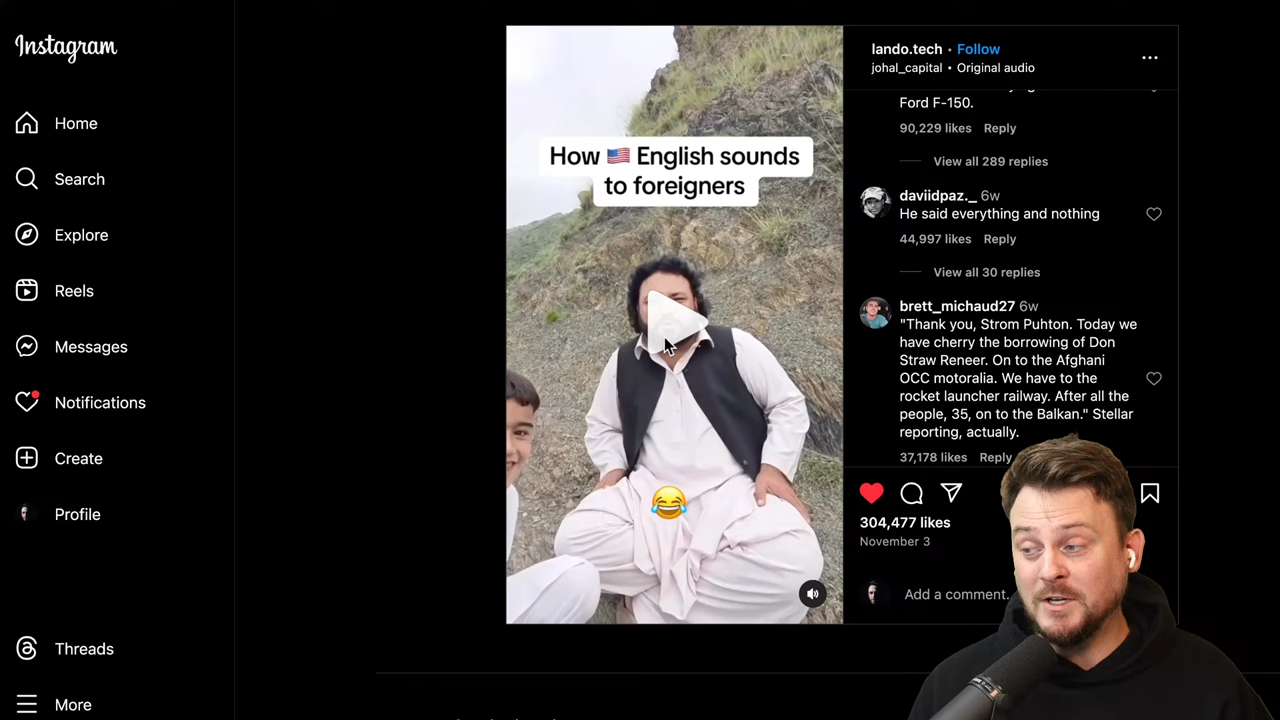 Instagram
Home
Search
Explore
Reels
Messages
Notifications
Create
Profile
Threads
More
How 🇺🇸 English sounds
to foreigners
😂
lando.tech • Follow
johal_capital • Original audio
Ford F-150.
90,229 likes Reply
View all 289 replies
daviidpaz._ 6w
He said everything and nothing
44,997 likes Reply
View all 30 replies
brett_michaud27 6w
"Thank you, Strom Puhton. Today we
have cherry the borrowing of Don
Straw Reneer. On to the Afghani
OCC motoralia. We have to the
rocket launcher railway. After all the
people, 35, on to the Balkan." Stellar
reporting, actually.
37,178 likes Reply
304,477 likes
November 3
Add a comment.